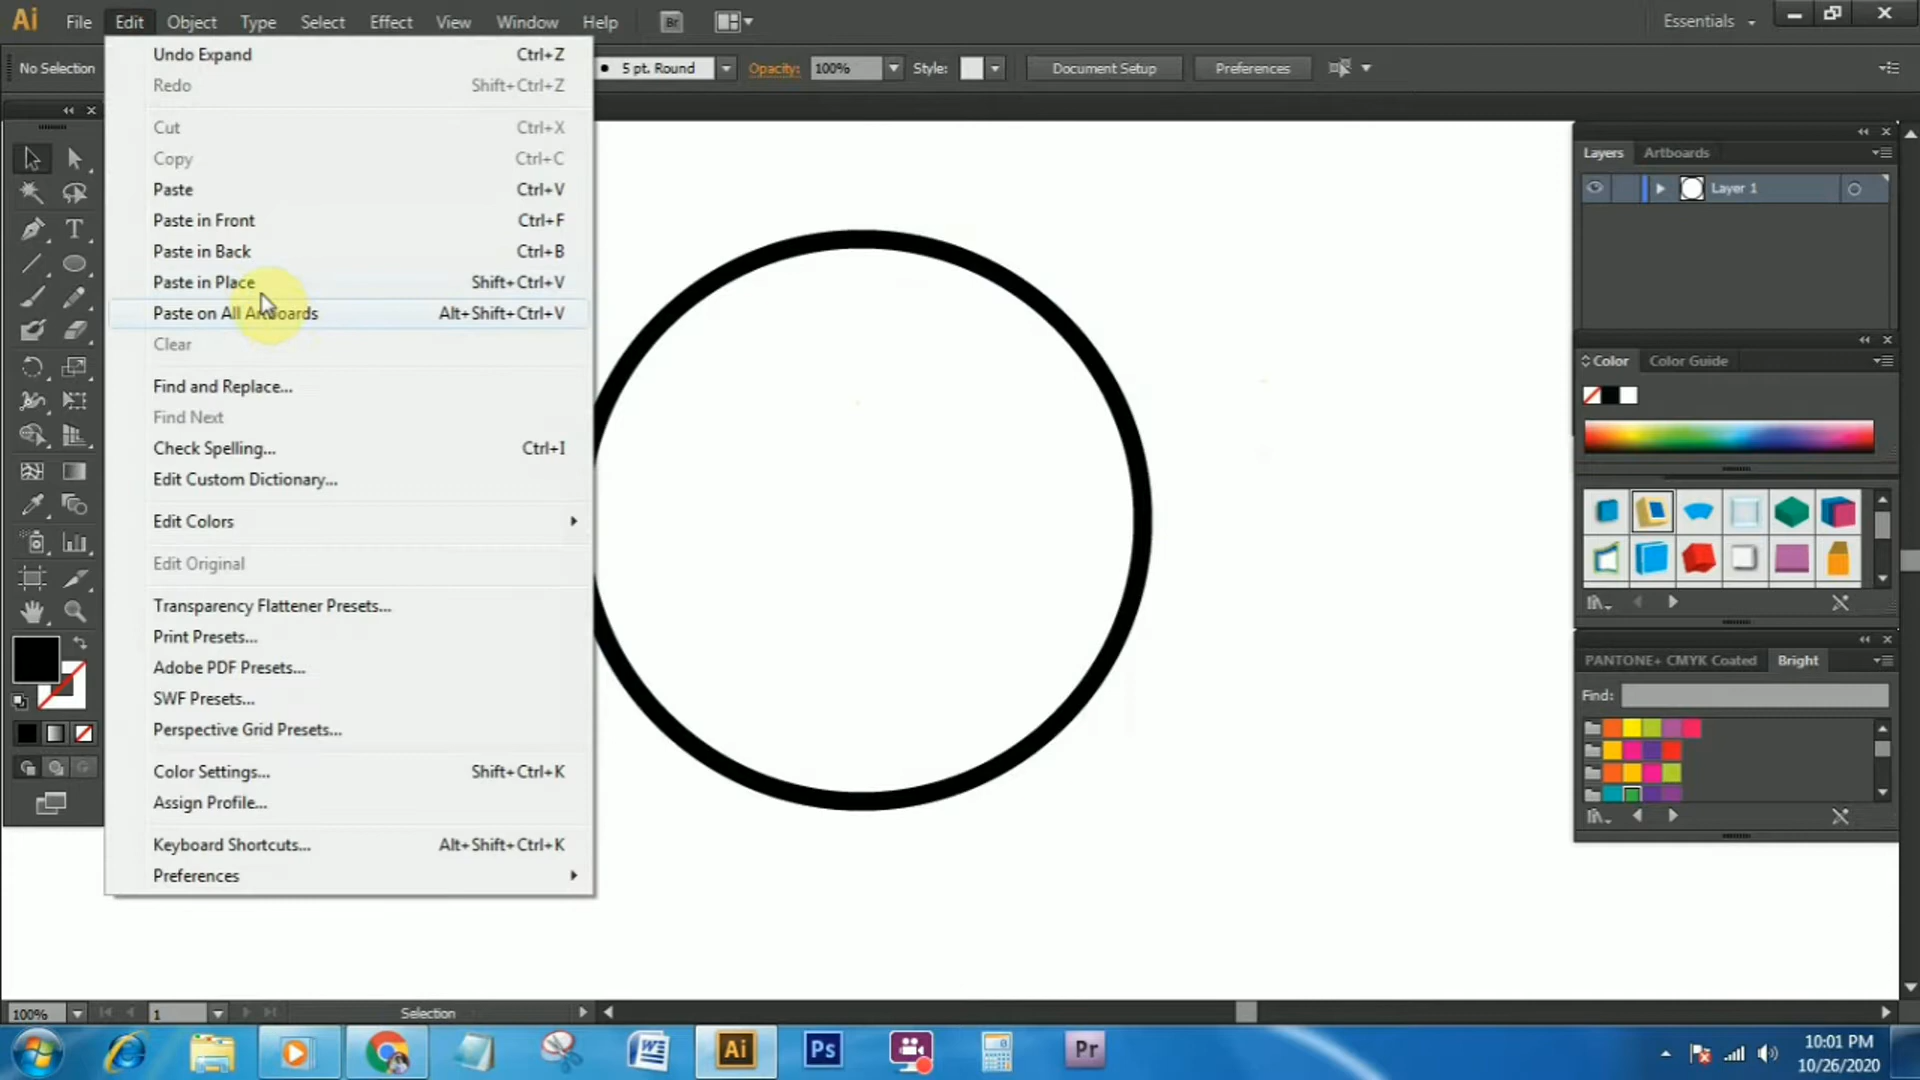 Ai File Edit Object Type Select Effect View Window Help Br Essentials
No Selection 5 pt. Round Opacity: 100% Style: Document Setup Preferences
Undo Expand Ctrl+Z
Redo Shift+Ctrl+Z
Cut Ctrl+X
Copy Ctrl+C
Paste Ctrl+V
Paste in Front Ctrl+F
Paste in Back Ctrl+B
Paste in Place Shift+Ctrl+V
Paste on All Artboards Alt+Shift+Ctrl+V
Clear
Find and Replace...
Find Next
Check Spelling... Ctrl+I
Edit Custom Dictionary...
Edit Colors
Edit Original
Transparency Flattener Presets...
Print Presets...
Adobe PDF Presets...
SWF Presets...
Perspective Grid Presets...
Color Settings... Shift+Ctrl+K
Assign Profile...
Keyboard Shortcuts... Alt+Shift+Ctrl+K
Preferences
Layers Artboards
Layer 1
Color Color Guide
PANTONE+ CMYK Coated Bright
Find:
100% 1 Selection
Ai Ps Pr
10:01 PM
10/26/2020